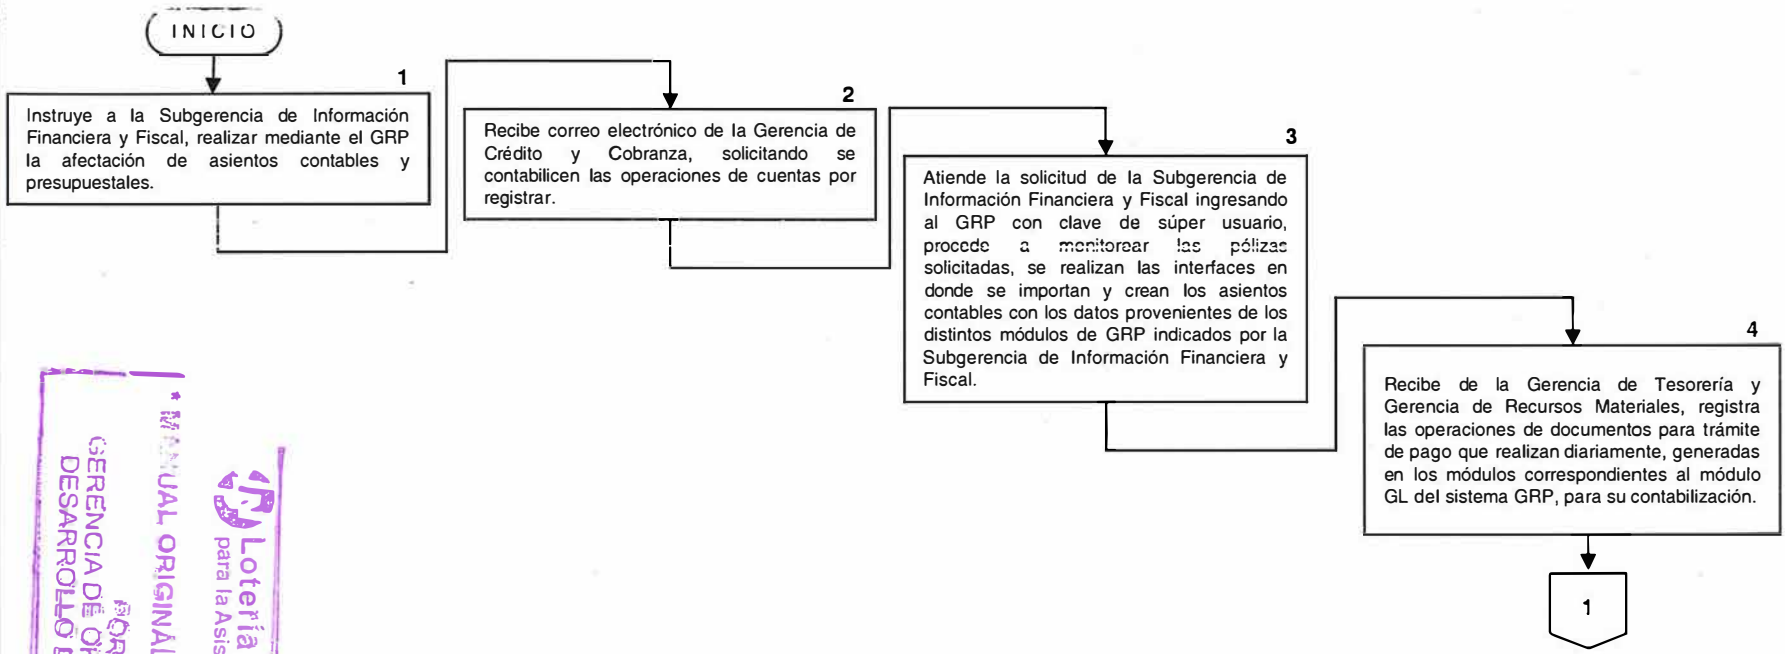 INICIO
1
Instruye a la Subgerencia de Información
Financiera y Fiscal, realizar mediante el GRP
la afectación de asientos contables y
presupuestales.
2
Recibe correo electrónico de la Gerencia de
Crédito y Cobranza, solicitando se
contabilicen las operaciones de cuentas por
registrar.
3
Atiende la solicitud de la Subgerencia de
Información Financiera y Fiscal ingresando
al GRP con clave de súper usuario,
procede a monitorear las pólizas
solicitadas, se realizan las interfaces en
donde se importan y crean los asientos
contables con los datos provenientes de los
distintos módulos de GRP indicados por la
Subgerencia de Información Financiera y
Fiscal.
4
Recibe de la Gerencia de Tesorería y
Gerencia de Recursos Materiales, registra
las operaciones de documentos para trámite
de pago que realizan diariamente, generadas
en los módulos correspondientes al módulo
GL del sistema GRP, para su contabilización.
1
Lotería
para la Asis
* MANUAL ORIGINAL
GERENCIA DE
DESARROLLO